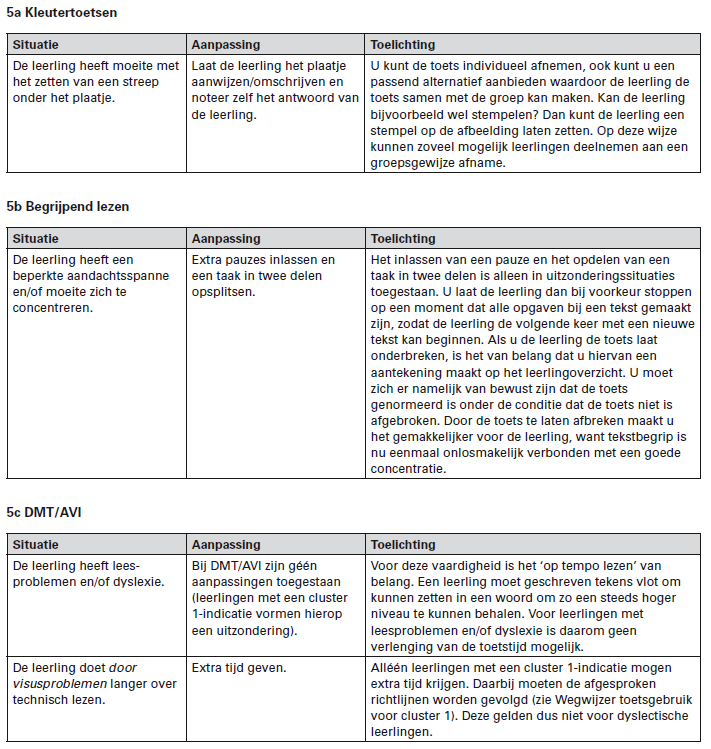 5a Kleutertoetsen
Situatie Aanpassing Toelichting
De leerling heeft moeite met
het zetten van een streep
onder het plaatje.
Laat de leerling het plaatje
aanwijzen/omschrijven en
noteer zelf het antwoord van
de leerling.
U kunt de toets individueel afnemen, ook kunt u een
passend alternatief aanbieden waardoor de leerling de
toets samen met de groep kan maken. Kan de leerling
bijvoorbeeld wel stempelen? Dan kunt de leerling een
stempel op de afbeelding laten zetten. Op deze wijze
kunnen zoveel mogelijk leerlingen deelnemen aan een
groepsgewijze afname.
5b Begrijpend lezen
Situatie Aanpassing Toelichting
De leerling heeft een
beperkte aandachtsspanne
en/of moeite zich te
concentreren.
Extra pauzes inlassen en
een taak in twee delen
opsplitsen.
Het inlassen van een pauze en het opdelen van een
taak in twee delen is alleen in uitzonderingssituaties
toegestaan. U laat de leerling dan bij voorkeur stoppen
op een moment dat alle opgaven bij een tekst gemaakt
zijn, zodat de leerling de volgende keer met een nieuwe
tekst kan beginnen. Als u de leerling de toets laat
onderbreken, is het van belang dat u hiervan een
aantekening maakt op het leerlingoverzicht. U moet
zich er namelijk van bewust zijn dat de toets
genormeerd is onder de conditie dat de toets niet is
afgebroken. Door de toets te laten afbreken maakt u
het gemakkelijker voor de leerling, want tekstbegrip is
nu eenmaal onlosmakelijk verbonden met een goede
concentratie.
5c DMT/AVI
Situatie Aanpassing Toelichting
De leerling heeft lees-
problemen en/of dyslexie.
Bij DMT/AVI zijn géén
aanpassingen toegestaan
(leerlingen met een cluster
1-indicatie vormen hierop
een uitzondering).
Voor deze vaardigheid is het ‘op tempo lezen’ van
belang. Een leerling moet geschreven tekens vlot om
kunnen zetten in een woord om zo een steeds hoger
niveau te kunnen behalen. Voor leerlingen met
leesproblemen en/of dyslexie is daarom geen
verlenging van de toetstijd mogelijk.
De leerling doet door
visusproblemen langer over
technisch lezen.
Extra tijd geven.
Alléén leerlingen met een cluster 1-indicatie mogen
extra tijd krijgen. Daarbij moeten de afgesproken
richtlijnen worden gevolgd (zie Wegwijzer toetsgebruik
voor cluster 1). Deze gelden dus niet voor dyslectische
leerlingen.